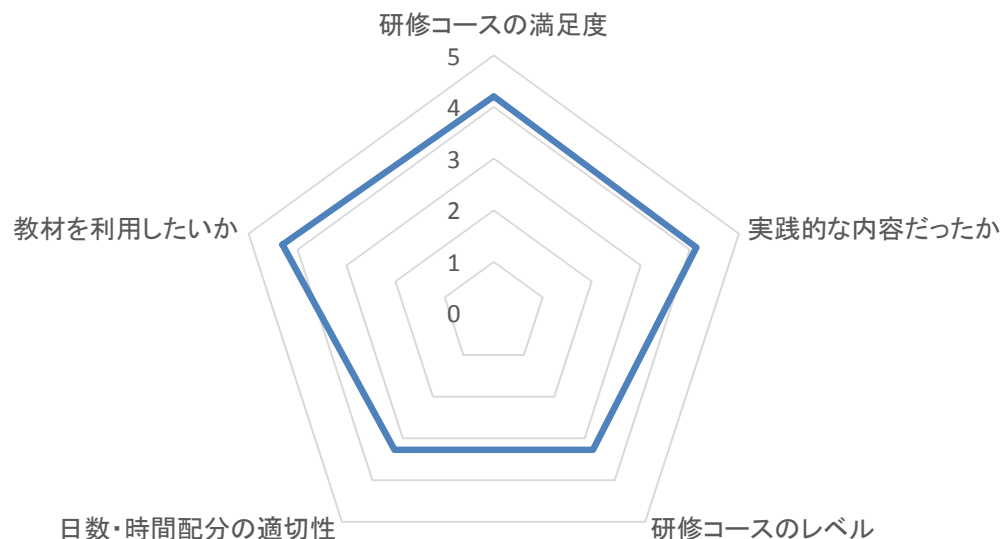 研修コースの満足度
5
4
3
2
1
0
教材を利用したいか
実践的な内容だったか
日数・時間配分の適切性
研修コースのレベル